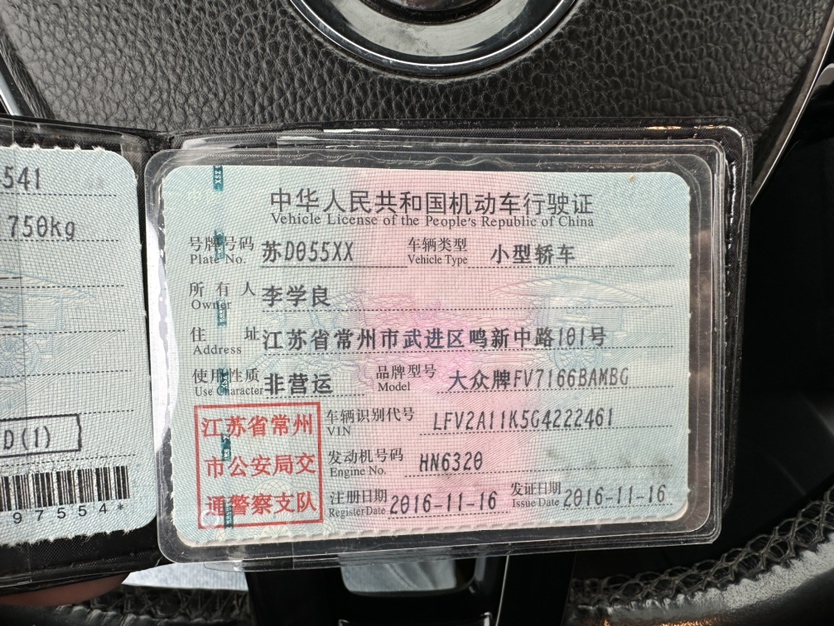 541
750kg
D(1)
97554*
中华人民共和国机动车行驶证
Vehicle License of the People's Republic of China
号牌号码 苏D055XX 车辆类型 小型轿车
Plate No. Vehicle Type
所有人 李学良
Owner
住址 江苏省常州市武进区鸣新中路101号
Address
使用性质 非营运 品牌型号 大众牌FV7166BAMBG
Use Character Model
江苏省常州
市公安局交
通警察支队
车辆识别代号 LFV2A11K5G4222461
VIN
发动机号码 HN6320
Engine No.
注册日期 2016-11-16 发证日期 2016-11-16
Register Date Issue Date